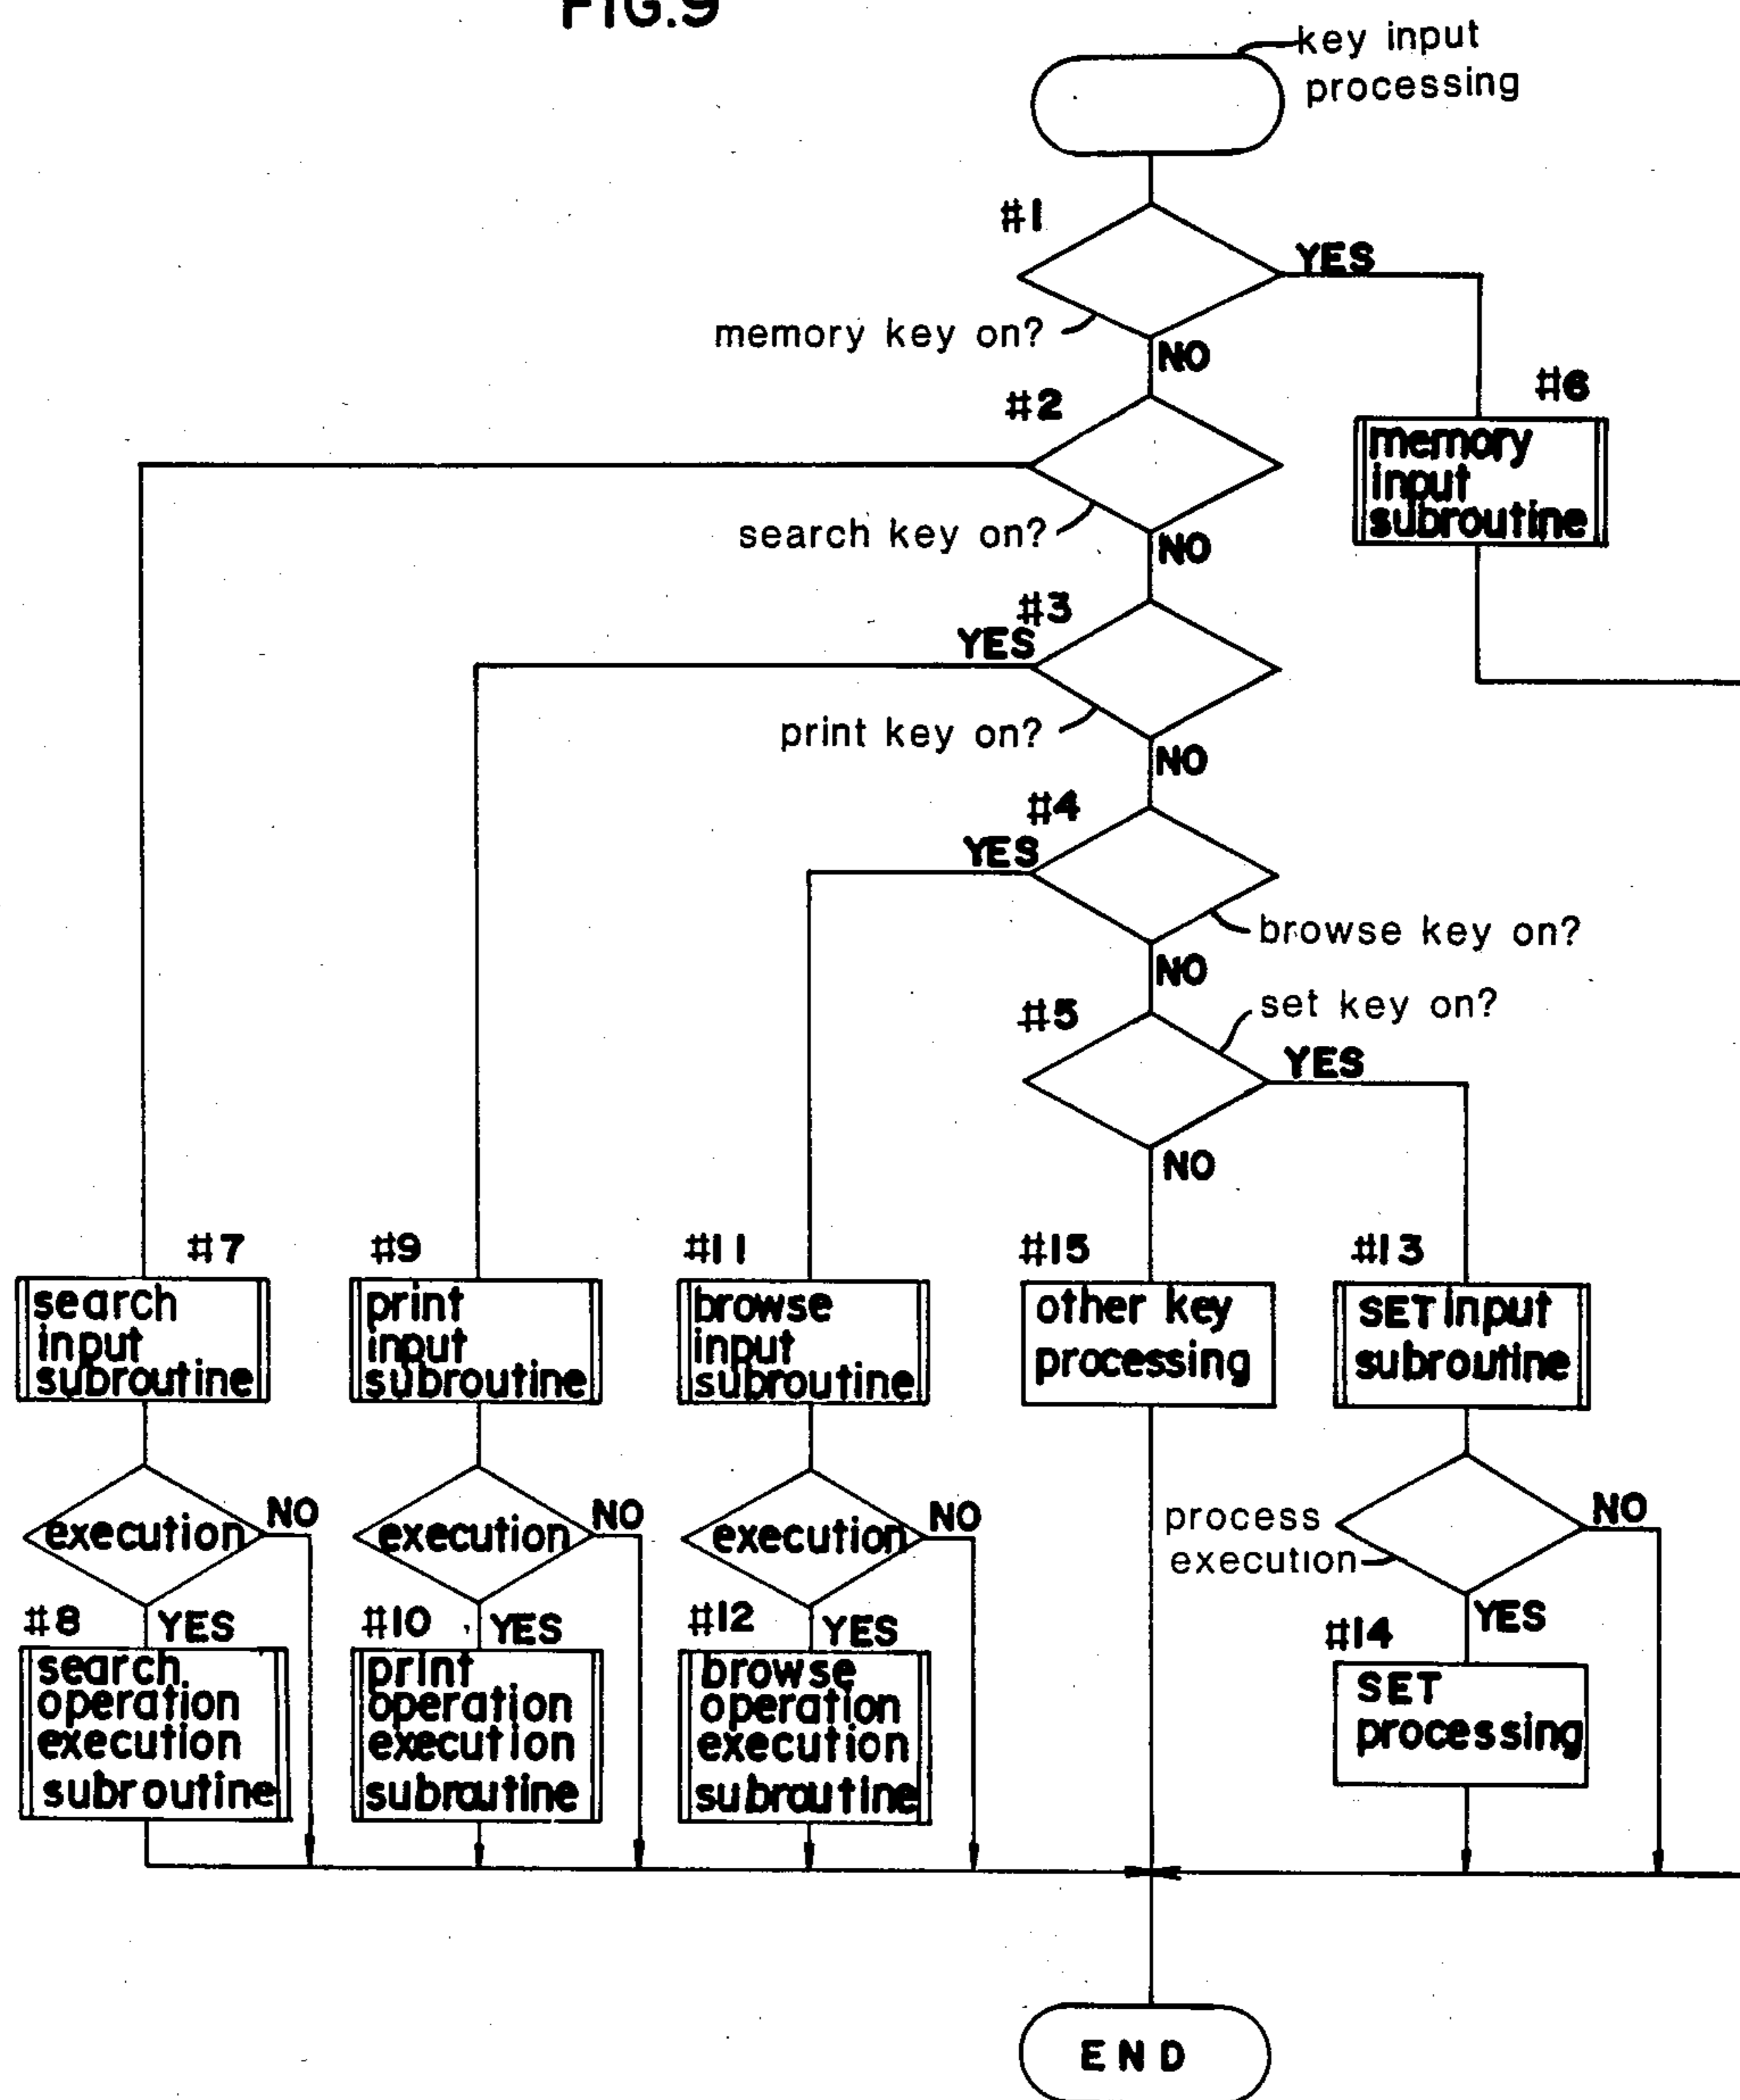 FIG.9
key input
processing
#1
YES
memory key on?
NO
#2
#6
memory
input
subroutine
search key on?
NO
#3
YES
print key on?
NO
#4
YES
browse key on?
NO
set key on?
#5
YES
NO
#7
#9
#11
#15
#13
search
input
subroutine
print
input
subroutine
browse
input
subroutine
other key
processing
SET input
subroutine
execution
NO
execution
NO
execution
NO
process
execution
NO
#8
YES
#10
YES
#12
YES
#14
YES
search
operation
execution
subroutine
print
operation
execution
subroutine
browse
operation
execution
subroutine
SET
processing
END